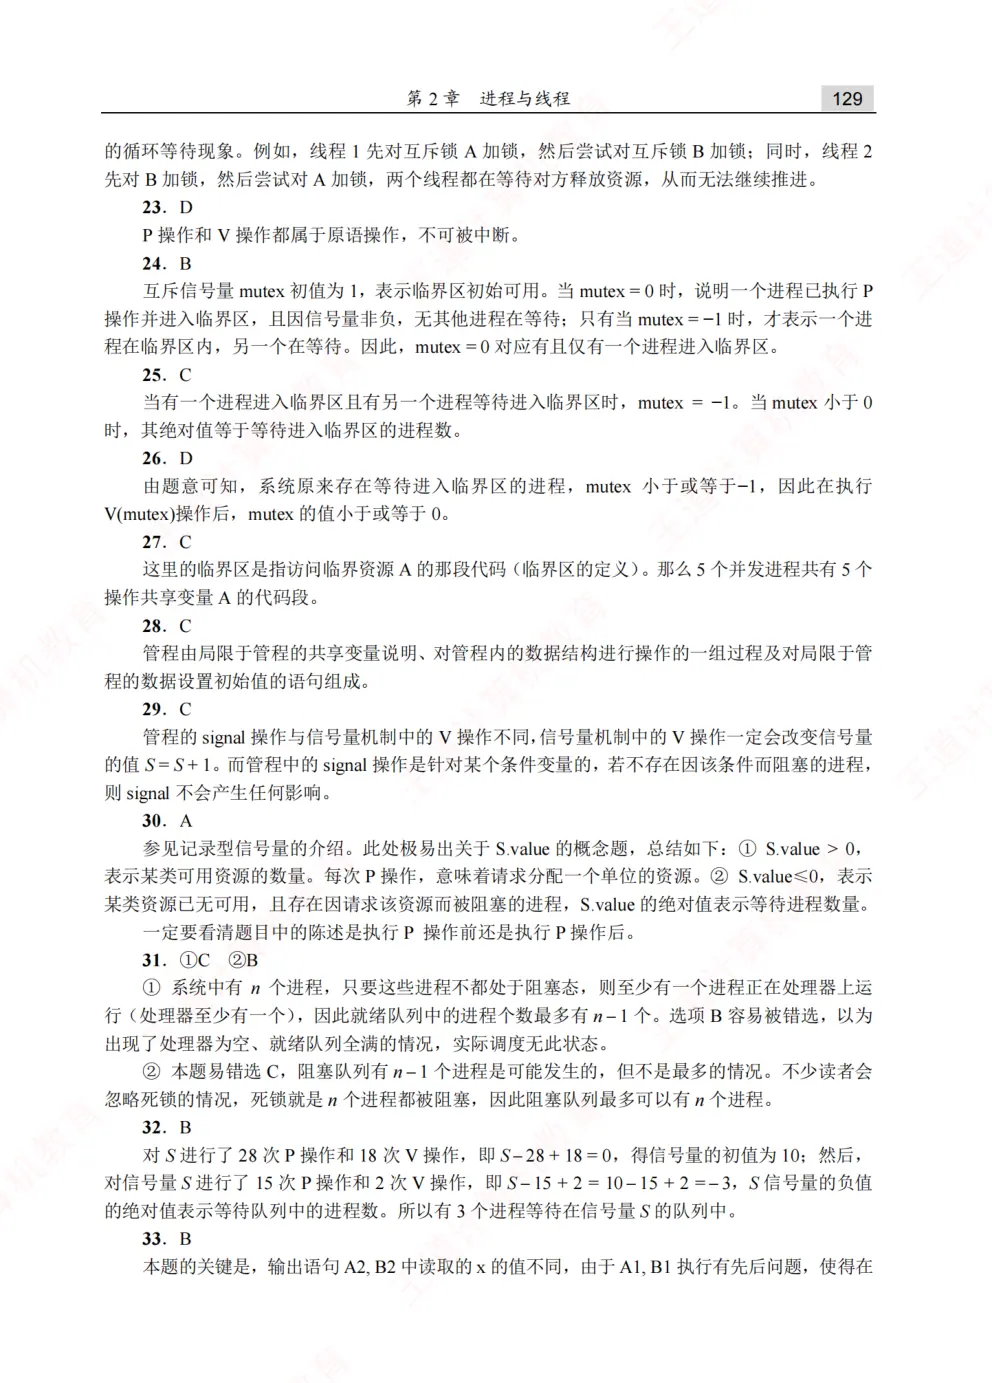 第 2 章 进程与线程 129
的循环等待现象。例如，线程 1 先对互斥锁 A 加锁，然后尝试对互斥锁 B 加锁；同时，线程 2
先对 B 加锁，然后尝试对 A 加锁，两个线程都在等待对方释放资源，从而无法继续推进。
23．D
P 操作和 V 操作都属于原语操作，不可被中断。
24．B
互斥信号量 mutex 初值为 1，表示临界区初始可用。当 mutex = 0 时，说明一个进程已执行 P
操作并进入临界区，且因信号量非负，无其他进程在等待；只有当 mutex = −1 时，才表示一个进
程在临界区内，另一个在等待。因此，mutex = 0 对应有且仅有一个进程进入临界区。
25．C
当有一个进程进入临界区且有另一个进程等待进入临界区时，mutex = −1。当 mutex 小于 0
时，其绝对值等于等待进入临界区的进程数。
26．D
由题意可知，系统原来存在等待进入临界区的进程，mutex 小于或等于−1，因此在执行
V(mutex)操作后，mutex 的值小于或等于 0。
27．C
这里的临界区是指访问临界资源 A 的那段代码（临界区的定义）。那么 5 个并发进程共有 5 个
操作共享变量 A 的代码段。
28．C
管程由局限于管程的共享变量说明、对管程内的数据结构进行操作的一组过程及对局限于管
程的数据设置初始值的语句组成。
29．C
管程的 signal 操作与信号量机制中的 V 操作不同，信号量机制中的 V 操作一定会改变信号量
的值 S = S + 1。而管程中的 signal 操作是针对某个条件变量的，若不存在因该条件而阻塞的进程，
则 signal 不会产生任何影响。
30．A
参见记录型信号量的介绍。此处极易出关于 S.value 的概念题，总结如下：① S.value > 0，
表示某类可用资源的数量。每次 P 操作，意味着请求分配一个单位的资源。② S.value≤0，表示
某类资源已无可用，且存在因请求该资源而被阻塞的进程，S.value 的绝对值表示等待进程数量。
一定要看清题目中的陈述是执行 P 操作前还是执行 P 操作后。
31．①C ②B
① 系统中有 n 个进程，只要这些进程不都处于阻塞态，则至少有一个进程正在处理器上运
行（处理器至少有一个），因此就绪队列中的进程个数最多有 n – 1 个。选项 B 容易被错选，以为
出现了处理器为空、就绪队列全满的情况，实际调度无此状态。
② 本题易错选 C，阻塞队列有 n – 1 个进程是可能发生的，但不是最多的情况。不少读者会
忽略死锁的情况，死锁就是 n 个进程都被阻塞，因此阻塞队列最多可以有 n 个进程。
32．B
对 S 进行了 28 次 P 操作和 18 次 V 操作，即 S – 28 + 18 = 0，得信号量的初值为 10；然后，
对信号量 S 进行了 15 次 P 操作和 2 次 V 操作，即 S – 15 + 2 = 10 – 15 + 2 = – 3，S 信号量的负值
的绝对值表示等待队列中的进程数。所以有 3 个进程等待在信号量 S 的队列中。
33．B
本题的关键是，输出语句 A2, B2 中读取的 x 的值不同，由于 A1, B1 执行有先后问题，使得在